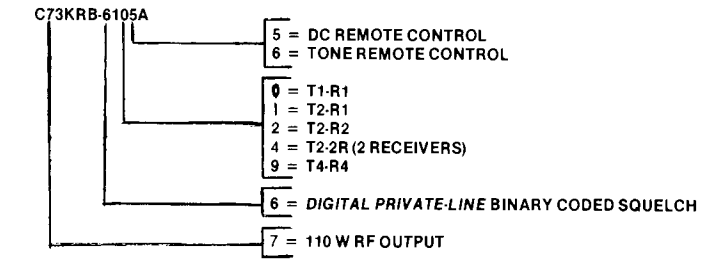 C73KRB-6105A
5 = DC REMOTE CONTROL
6 = TONE REMOTE CONTROL
0 = T1-R1
1 = T2-R1
2 = T2-R2
4 = T2-2R (2 RECEIVERS)
9 = T4-R4
6 = DIGITAL PRIVATE-LINE BINARY CODED SQUELCH
7 = 110 W RF OUTPUT